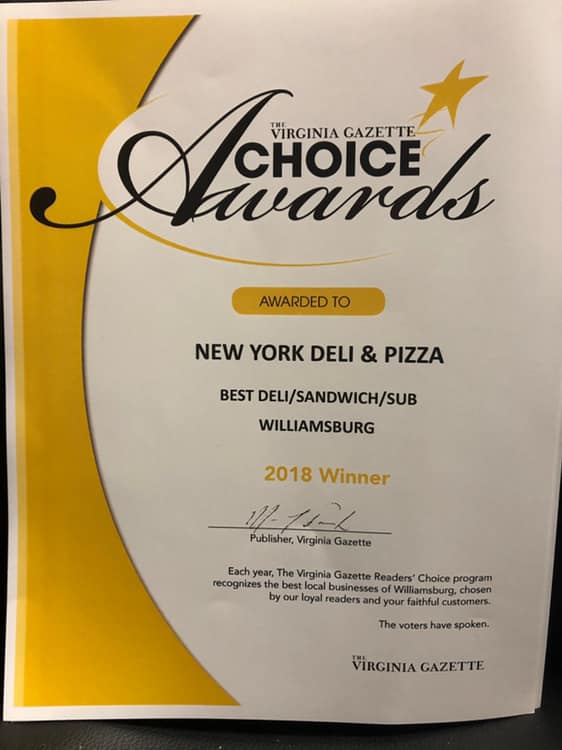 THE
VIRGINIA GAZETTE
CHOICE
Awards
AWARDED TO
NEW YORK DELI & PIZZA
BEST DELI/SANDWICH/SUB
WILLIAMSBURG
2018 Winner
Publisher, Virginia Gazette
Each year, The Virginia Gazette Readers' Choice program
recognizes the best local businesses of Williamsburg, chosen
by our loyal readers and your faithful customers.
The voters have spoken.
THE
VIRGINIA GAZETTE